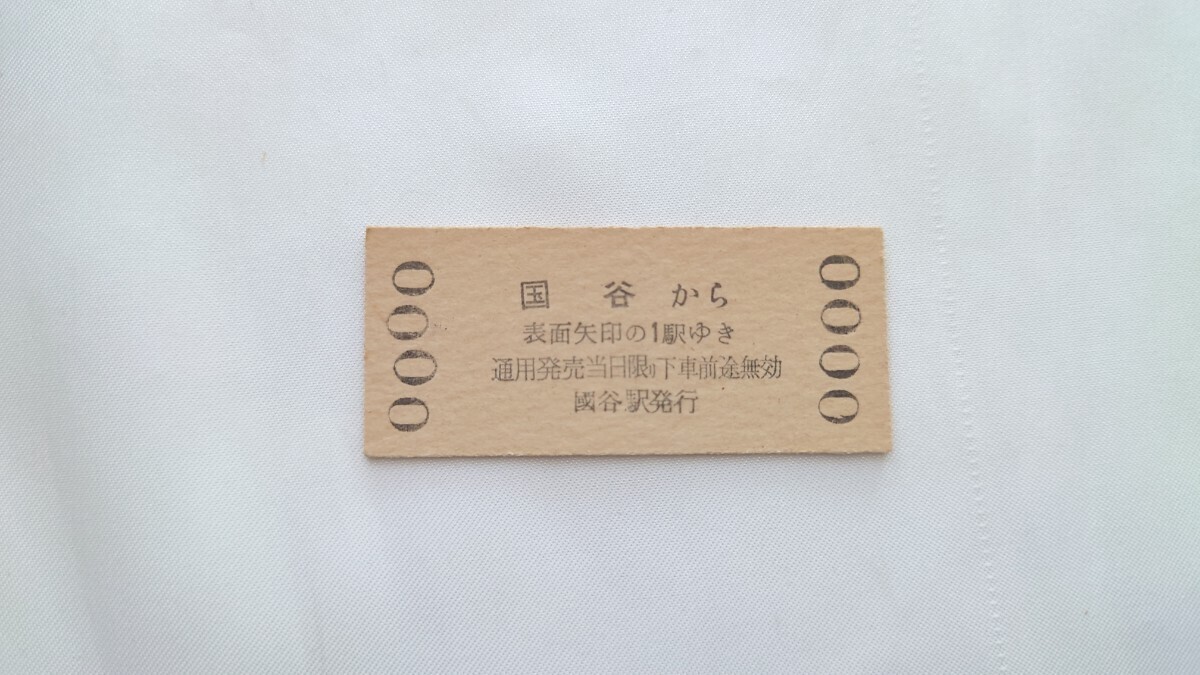 国谷から
表面矢印の1駅ゆき
通用発売当日限り下車前途無効
國谷駅発行
0000
0000